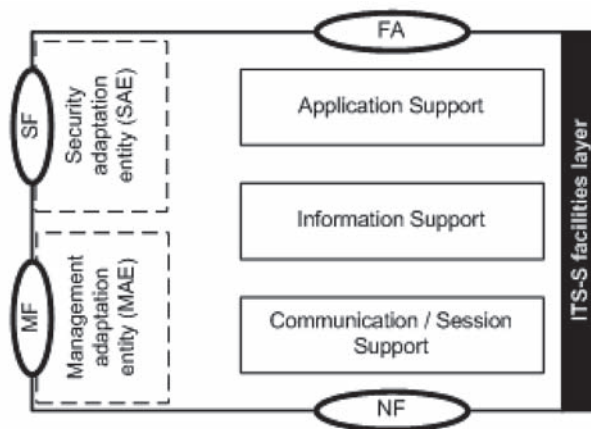 FA
SF
Security
adaptation
entity (SAE)
Application Support
Information Support
MF
Management
adaptation
entity (MAE)
Communication / Session
Support
NF
ITS-S facilities layer